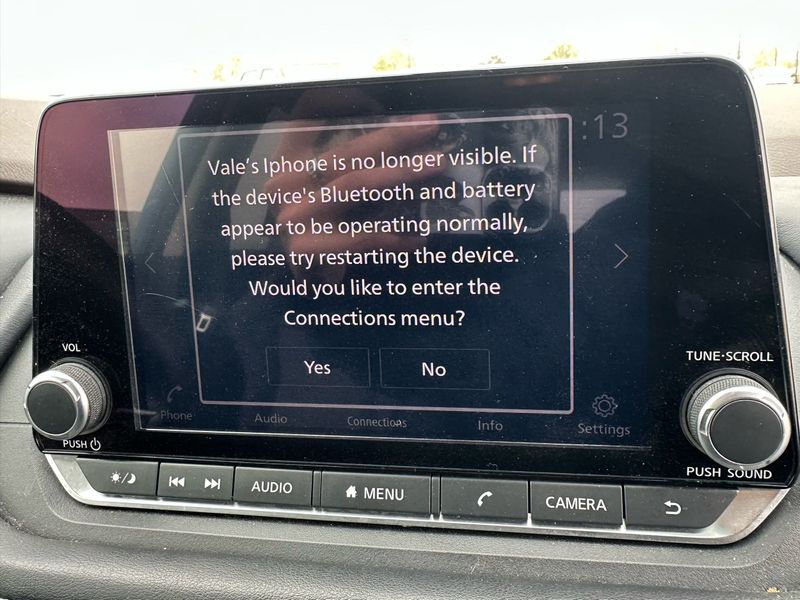 :13
Vale's Iphone is no longer visible. If
the device's Bluetooth and battery
appear to be operating normally,
please try restarting the device.
Would you like to enter the
Connections menu?
Yes No
Phone Audio Connections Info Settings
VOL
PUSH
TUNE·SCROLL
PUSH SOUND
AUDIO MENU CAMERA